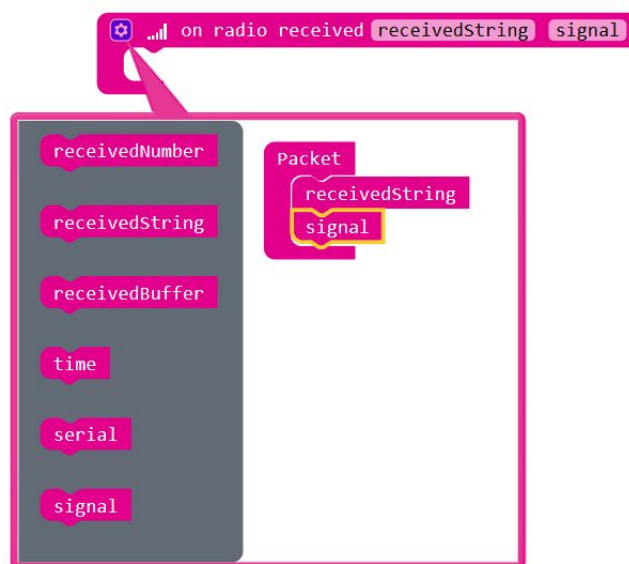 on radio received receivedString signal
receivedNumber
receivedString
receivedBuffer
time
serial
signal
Packet
receivedString
signal